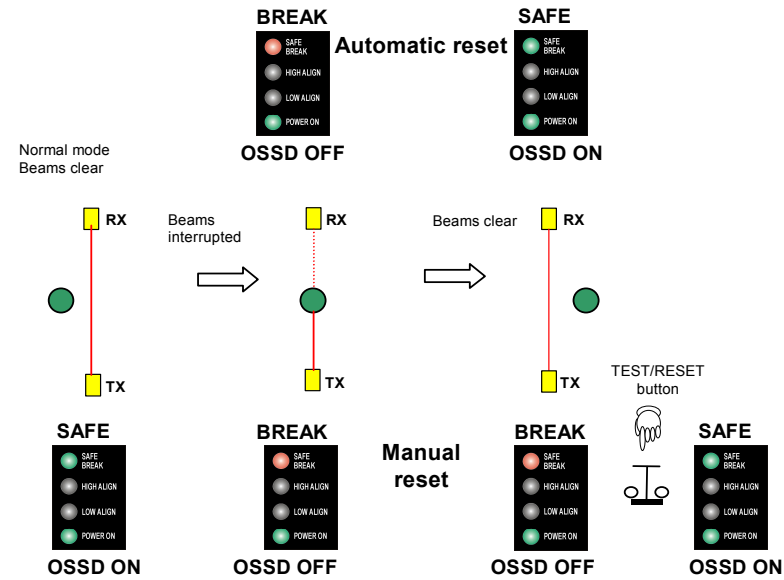 BREAK
SAFE
SAFE
BREAK
HIGH ALIGN
LOW ALIGN
POWER ON
Automatic reset
SAFE
BREAK
HIGH ALIGN
LOW ALIGN
POWER ON
OSSD OFF
OSSD ON
Normal mode
Beams clear
RX
Beams
interrupted
RX
Beams clear
RX
TX
TX
TX
TEST/RESET
button
SAFE
BREAK
Manual
reset
BREAK
SAFE
SAFE
BREAK
HIGH ALIGN
LOW ALIGN
POWER ON
SAFE
BREAK
HIGH ALIGN
LOW ALIGN
POWER ON
SAFE
BREAK
HIGH ALIGN
LOW ALIGN
POWER ON
SAFE
BREAK
HIGH ALIGN
LOW ALIGN
POWER ON
OSSD ON
OSSD OFF
OSSD OFF
OSSD ON